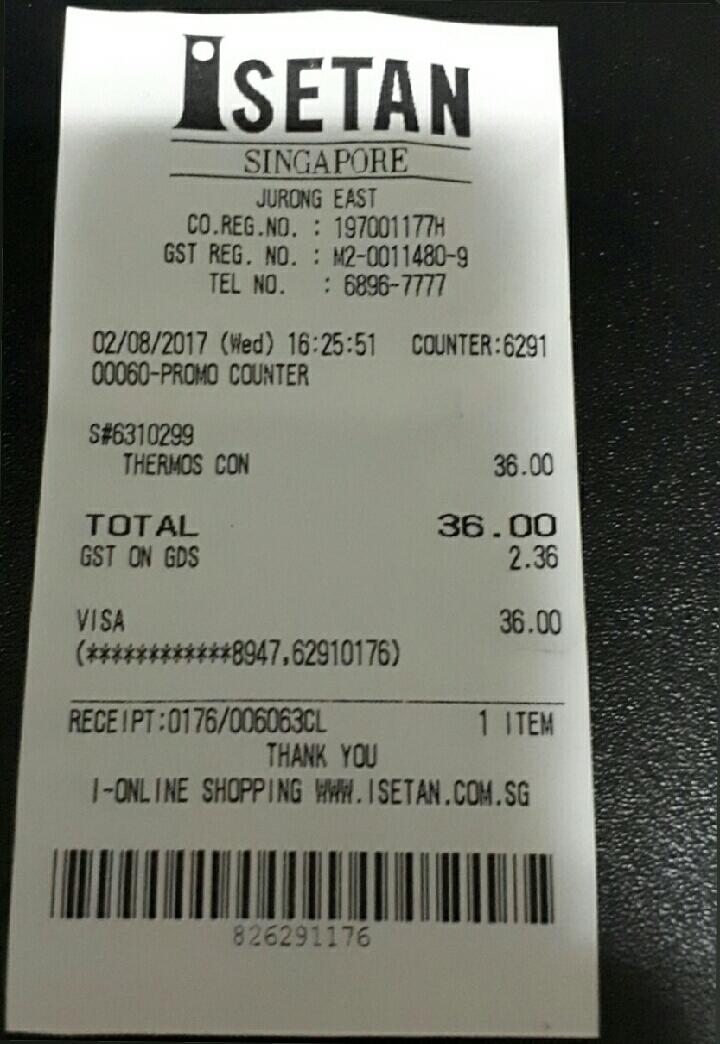 ISETAN
SINGAPORE
JURONG EAST
CO.REG.NO. : 197001177H
GST REG. NO. : M2-0011480-9
TEL NO. : 6896-7777
02/08/2017 (Wed) 16:25:51 COUNTER:6291
00060-PROMO COUNTER
S#6310299
THERMOS CON 36.00
TOTAL 36.00
GST ON GDS 2.36
VISA 36.00
(************8947,62910176)
RECEIPT:0176/006063CL 1 ITEM
THANK YOU
I-ONLINE SHOPPING WWW.ISETAN.COM.SG
826291176